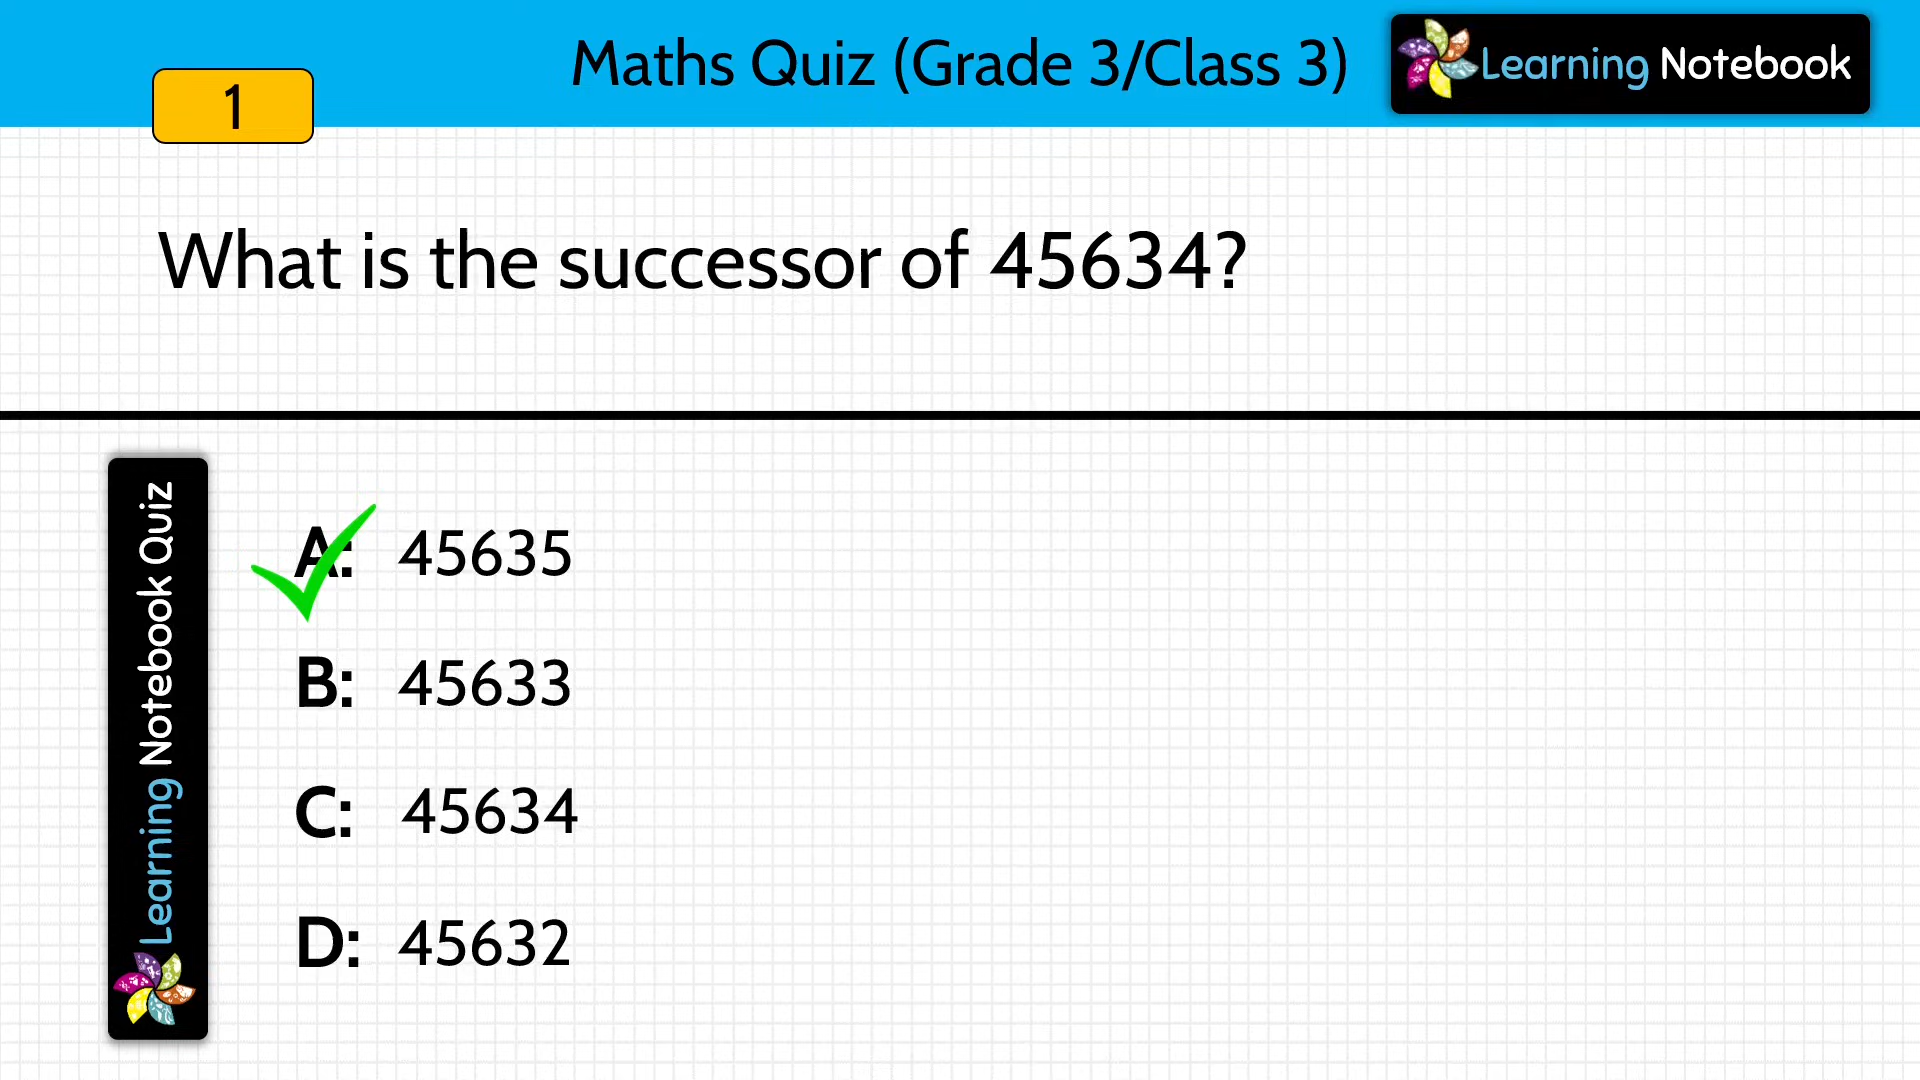 Maths Quiz (Grade 3/Class 3)
Learning Notebook
1
What is the successor of 45634?
Learning Notebook Quiz
A: 45635
B: 45633
C: 45634
D: 45632